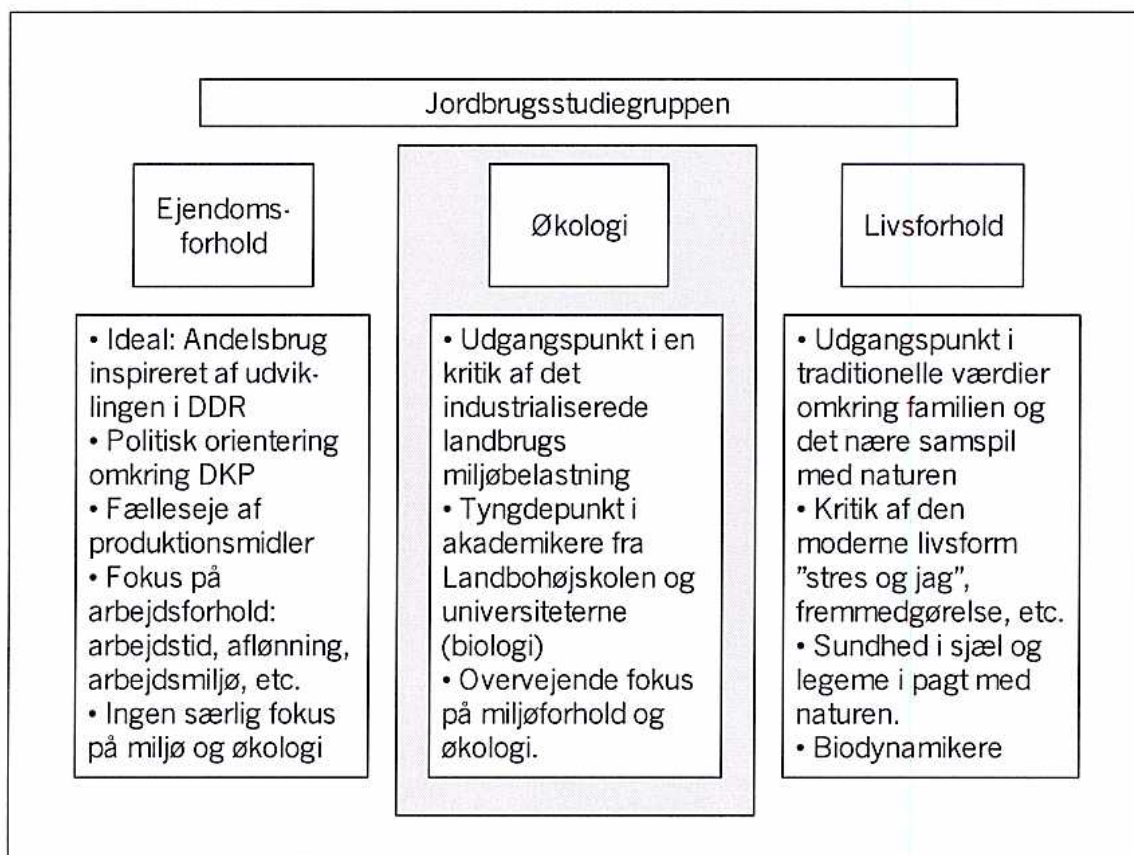 Jordbrugsstudiegruppen
Ejendoms-
forhold
• Ideal: Andelsbrug
inspireret af udvik-
lingen i DDR
• Politisk orientering
omkring DKP
• Fælleseje af
produktionsmidler
• Fokus på
arbejdsforhold:
arbejdstid, aflønning,
arbejdsmiljø, etc.
• Ingen særlig fokus
på miljø og økologi
Økologi
• Udgangspunkt i en
kritik af det
industrialiserede
landbrugs
miljøbelastning
• Tyngdepunkt i
akademikere fra
Landbohøjskolen og
universiteterne
(biologi)
• Overvejende fokus
på miljøforhold og
økologi.
Livsforhold
• Udgangspunkt i
traditionelle værdier
omkring familien og
det nære samspil
med naturen
• Kritik af den
moderne livsform
”stres og jag”,
fremmedgørelse, etc.
• Sundhed i sjæl og
legeme i pagt med
naturen.
• Biodynamikere